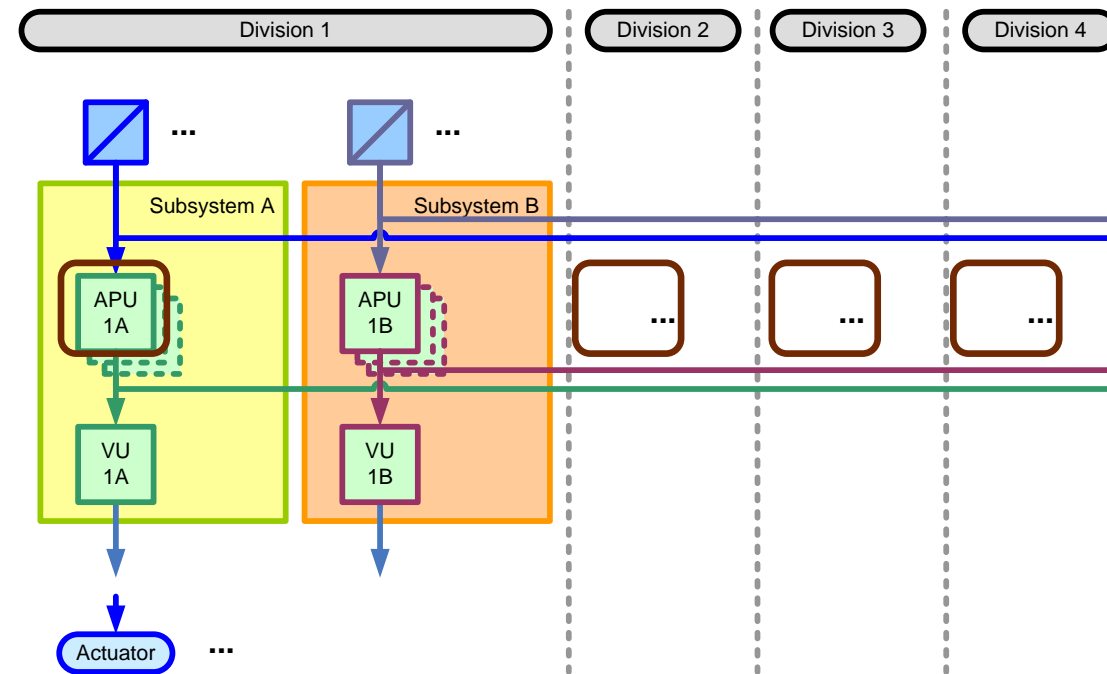 Division 1
Division 2
Division 3
Division 4
...
...
Subsystem A
Subsystem B
APU
1A
APU
1B
...
...
...
VU
1A
VU
1B
Actuator
...